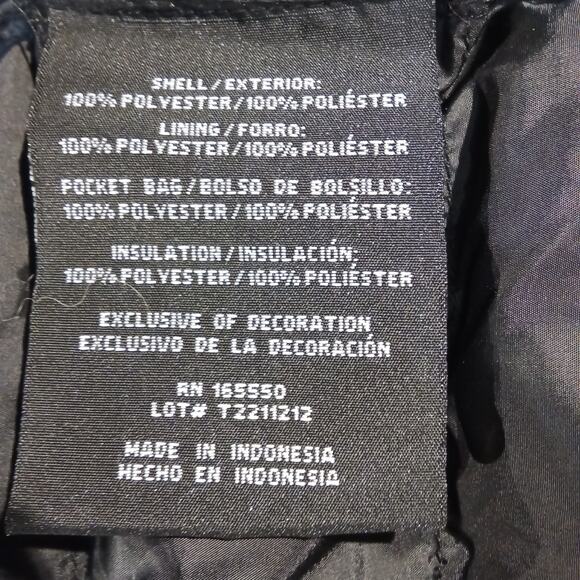 SHELL/EXTERIOR:
100% POLYESTER/100% POLIÉSTER
LINING/FORRO:
100% POLYESTER/100% POLIÉSTER
POCKET BAG/BOLSO DE BOLSILLO:
100% POLYESTER/100% POLIÉSTER
INSULATION/INSULACIÓN:
100% POLYESTER/100% POLIÉSTER
EXCLUSIVE OF DECORATION
EXCLUSIVO DE LA DECORACIÓN
RN 165550
LOT# T2211212
MADE IN INDONESIA
HECHO EN INDONESIA